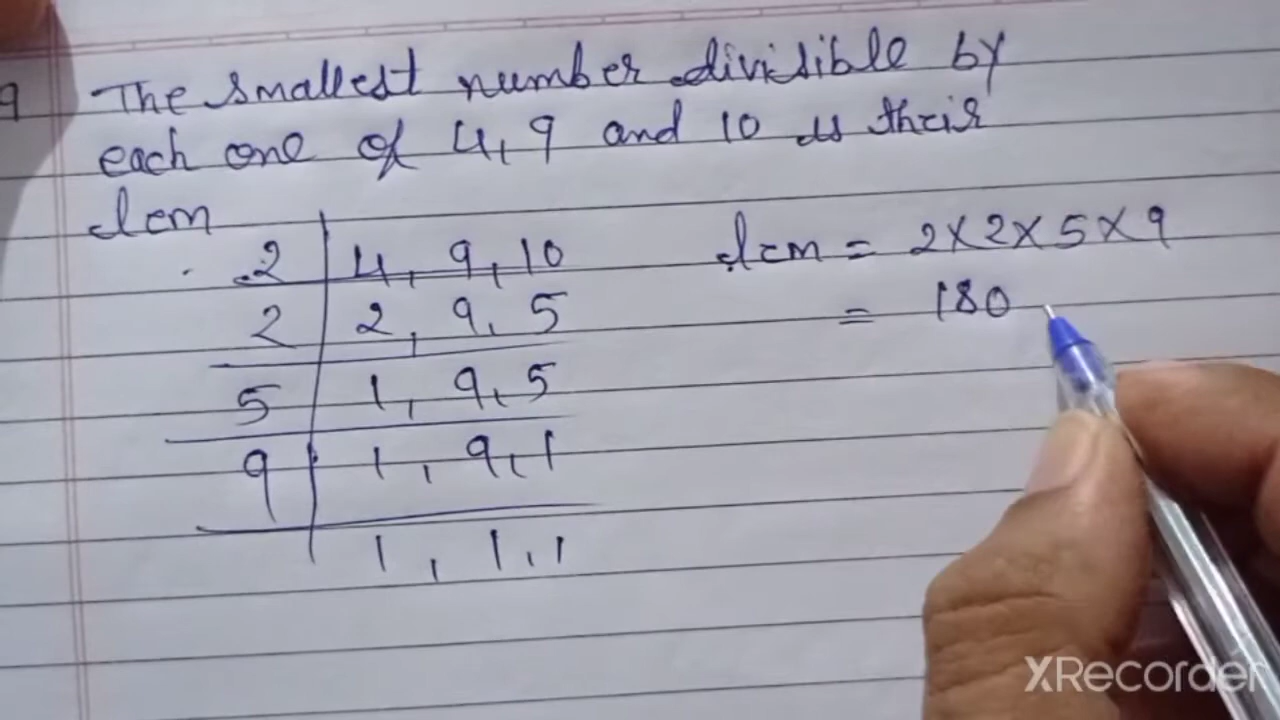 9 The smallest number divisible by
each one of 4, 9 and 10 is their
lcm
2 | 4, 9, 10
2 | 2, 9, 5
5 | 1, 9, 5
9 | 1, 9, 1
1, 1, 1
lcm = 2×2×5×9
= 180
XRecorder